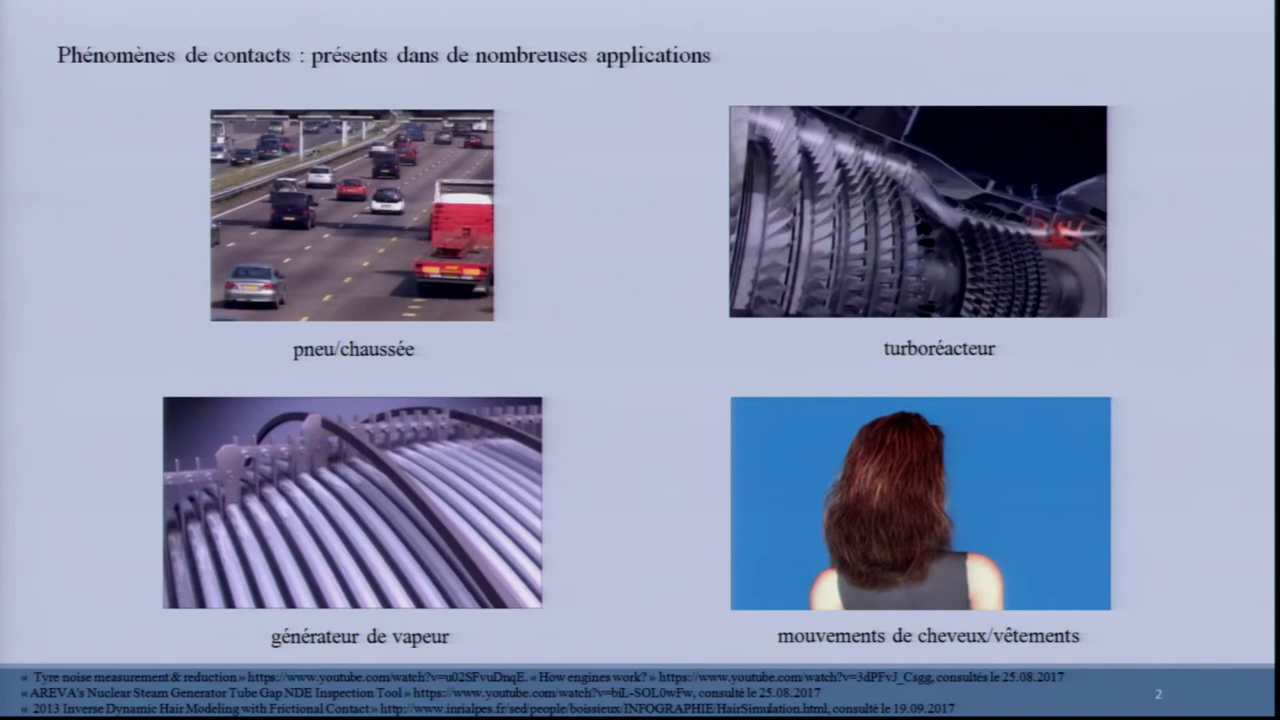 Phénomènes de contacts : présents dans de nombreuses applications
pneu/chaussée
turboréacteur
générateur de vapeur
mouvements de cheveux/vêtements
« Tyre noise measurement & reduction » https://www.youtube.com/watch?v=u02SFvuDnqE. « How engines work? » https://www.youtube.com/watch?v=3dPFvJ_Csgg, consultés le 25.08.2017
« AREVA's Nuclear Steam Generator Tube Gap NDE Inspection Tool » https://www.youtube.com/watch?v=biL-SOL0wFw, consulté le 25.08.2017
« 2013 Inverse Dynamic Hair Modeling with Frictional Contact » http://www.inrialpes.fr/sed/people/boissieux/INFOGRAPHIE/HairSimulation.html, consulté le 19.09.2017
2